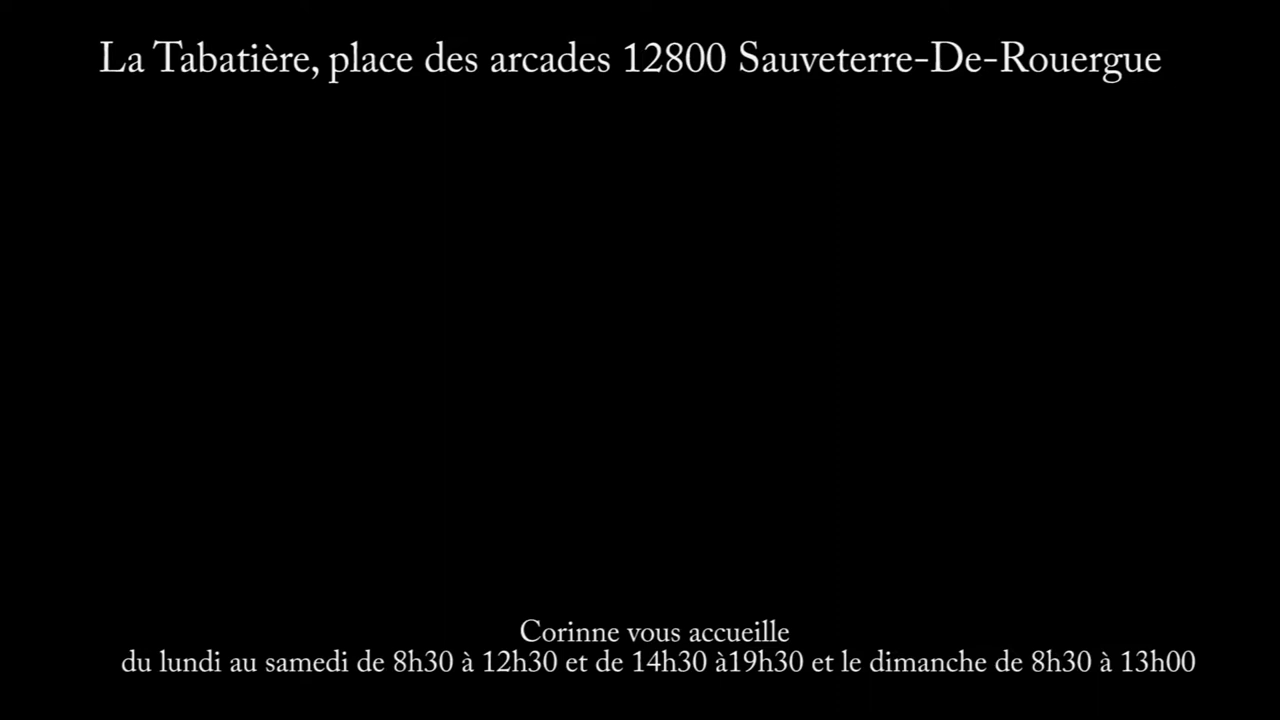 La Tabatière, place des arcades 12800 Sauveterre-De-Rouergue
Corinne vous accueille
du lundi au samedi de 8h30 à 12h30 et de 14h30 à19h30 et le dimanche de 8h30 à 13h00